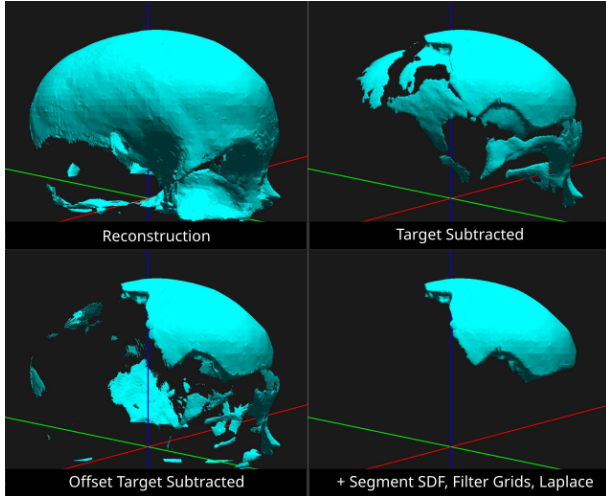 Reconstruction
Target Subtracted
Offset Target Subtracted
+ Segment SDF, Filter Grids, Laplace